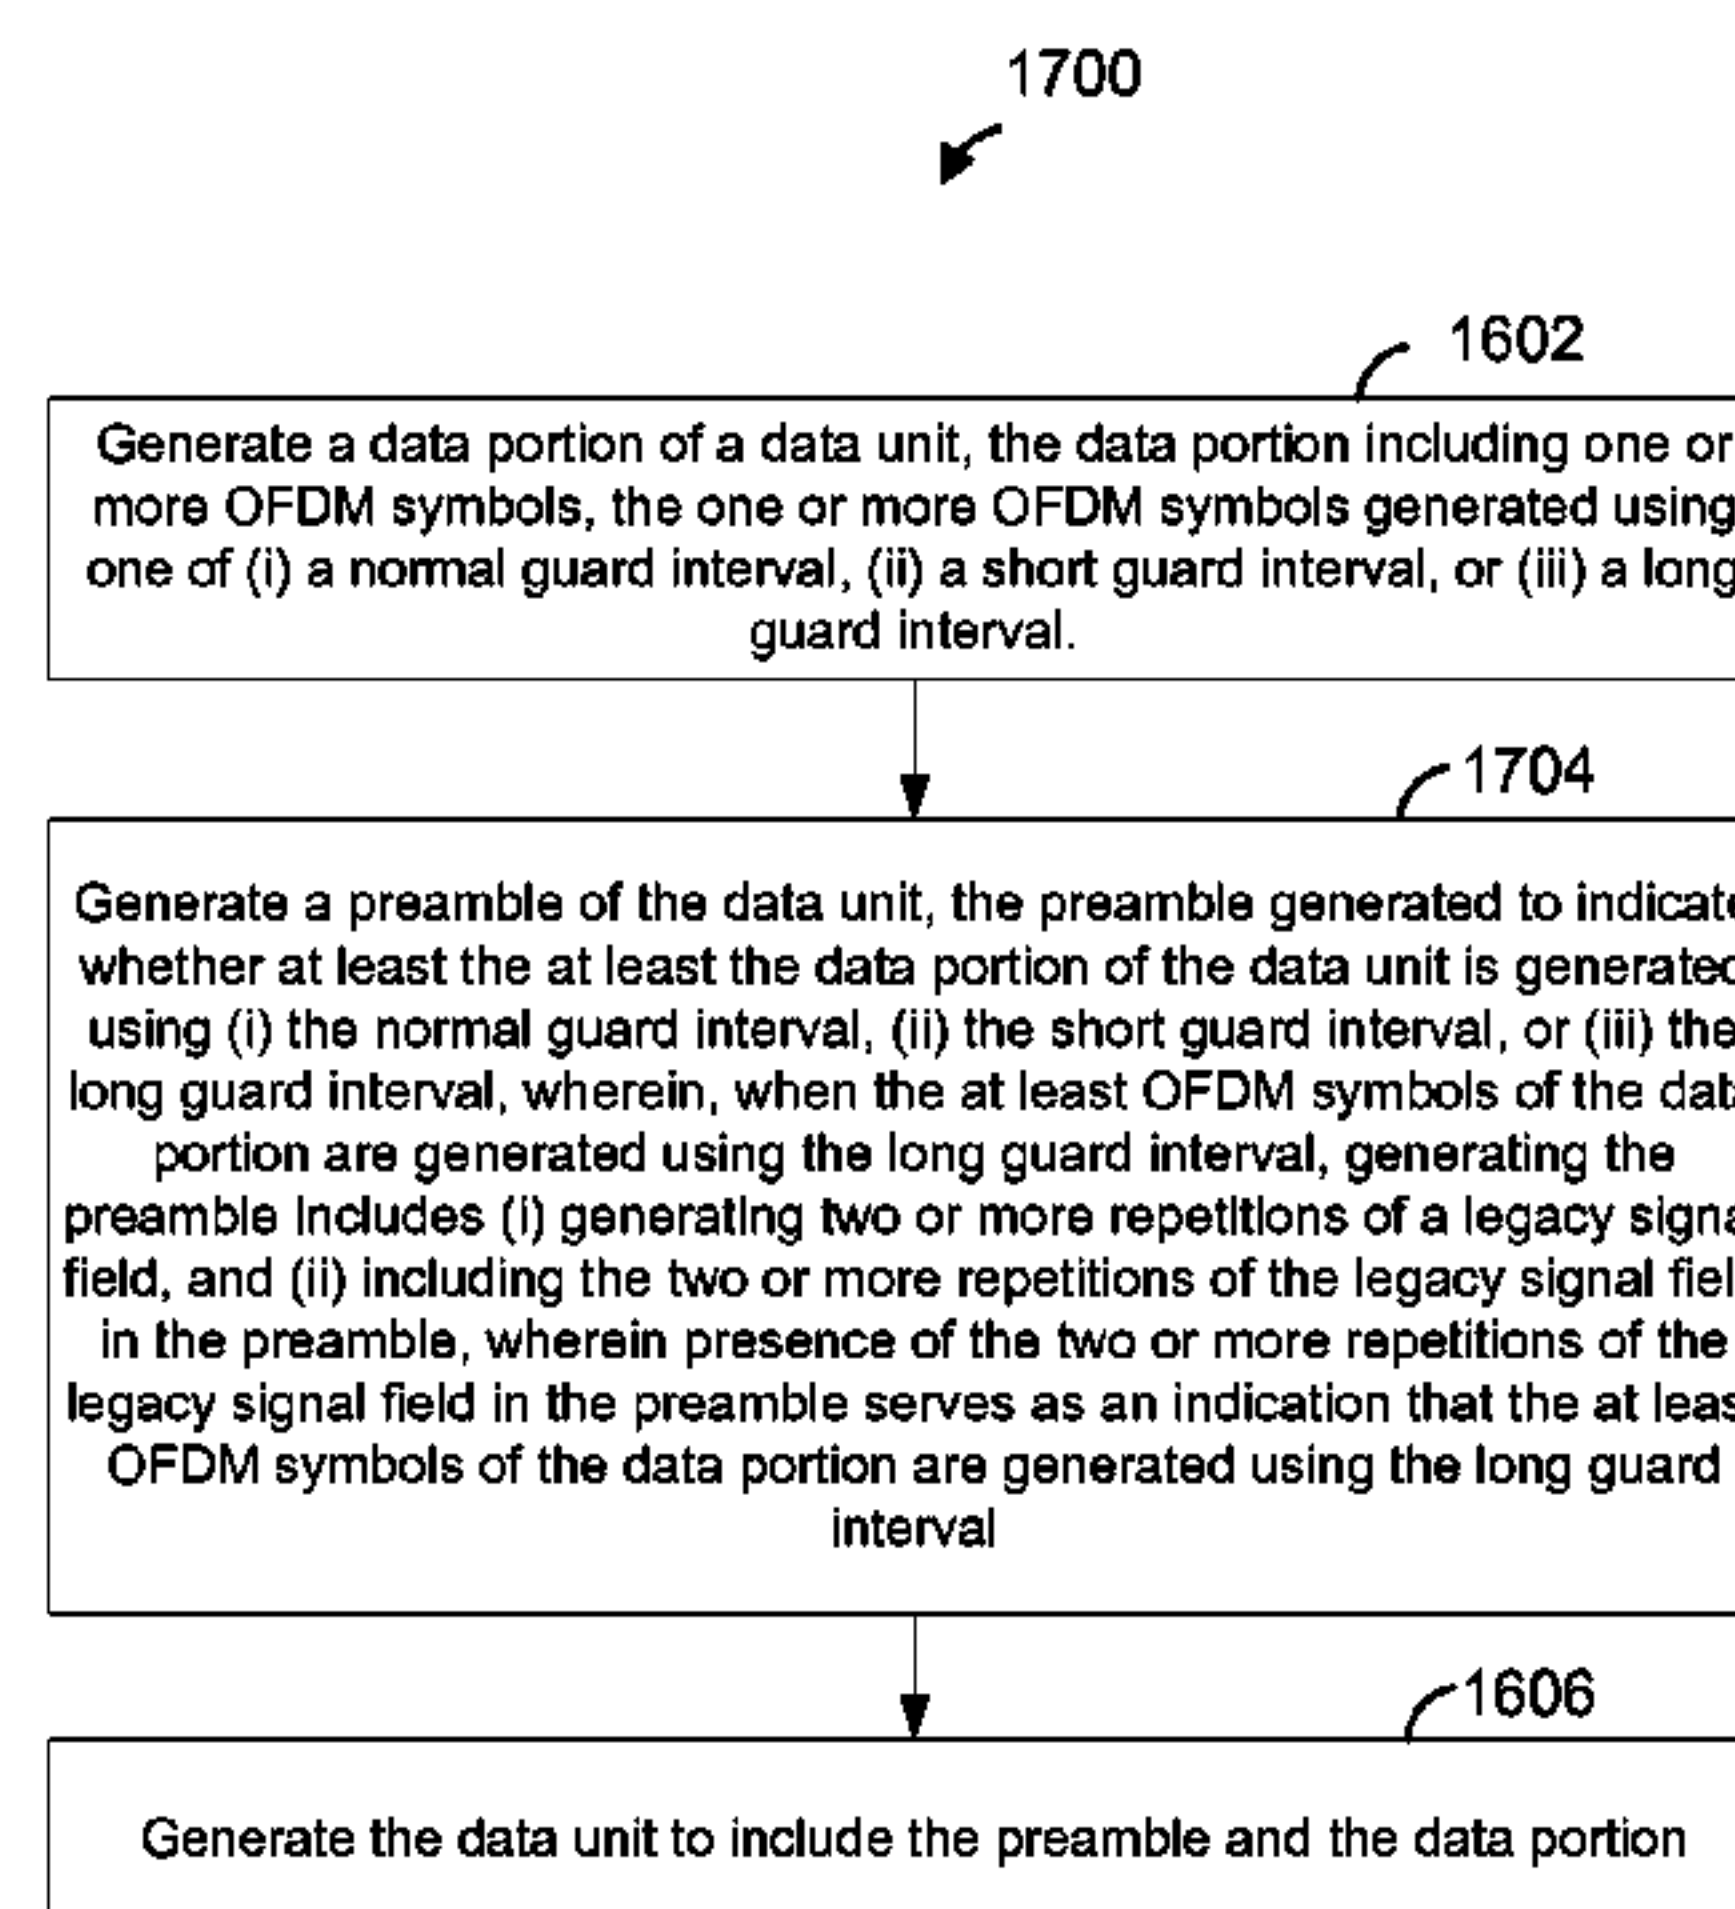 1700
1602
Generate a data portion of a data unit, the data portion including one or
more OFDM symbols, the one or more OFDM symbols generated using
one of (i) a normal guard interval, (ii) a short guard interval, or (iii) a long
guard interval.
1704
Generate a preamble of the data unit, the preamble generated to indicate
whether at least the at least the data portion of the data unit is generated
using (i) the normal guard interval, (ii) the short guard interval, or (iii) the
long guard interval, wherein, when the at least OFDM symbols of the data
portion are generated using the long guard interval, generating the
preamble includes (i) generating two or more repetitions of a legacy signa
field, and (ii) including the two or more repetitions of the legacy signal fiel
in the preamble, wherein presence of the two or more repetitions of the
legacy signal field in the preamble serves as an indication that the at leas
OFDM symbols of the data portion are generated using the long guard
interval
1606
Generate the data unit to include the preamble and the data portion